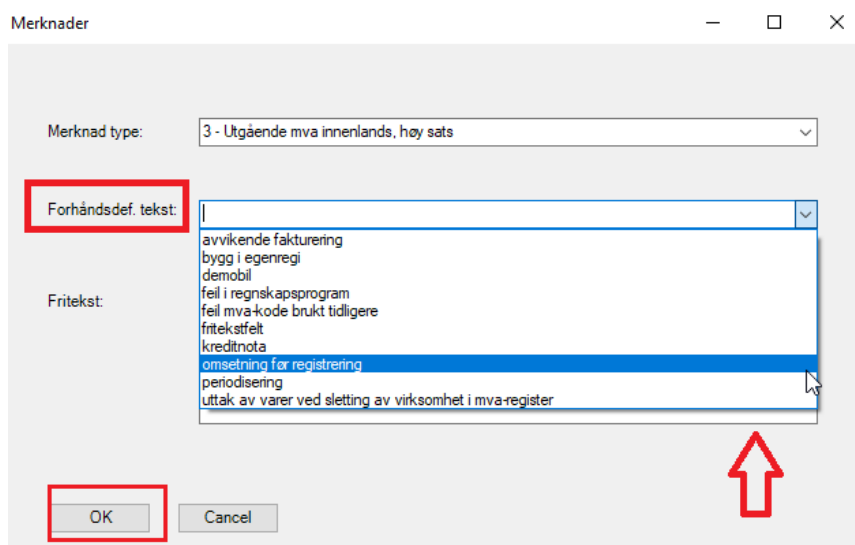 Merknader
Merknad type:
3 - Utgående mva innenlands, høy sats
Forhåndsdef. tekst:
avvikende fakturering
bygg i egenregi
demobil
feil i regnskapsprogram
feil mva-kode brukt tidligere
Fritekst:
fritekstfelt
kreditnota
omsetning før registrering
periodisering
uttak av varer ved sletting av virksomhet i mva-register
OK
Cancel